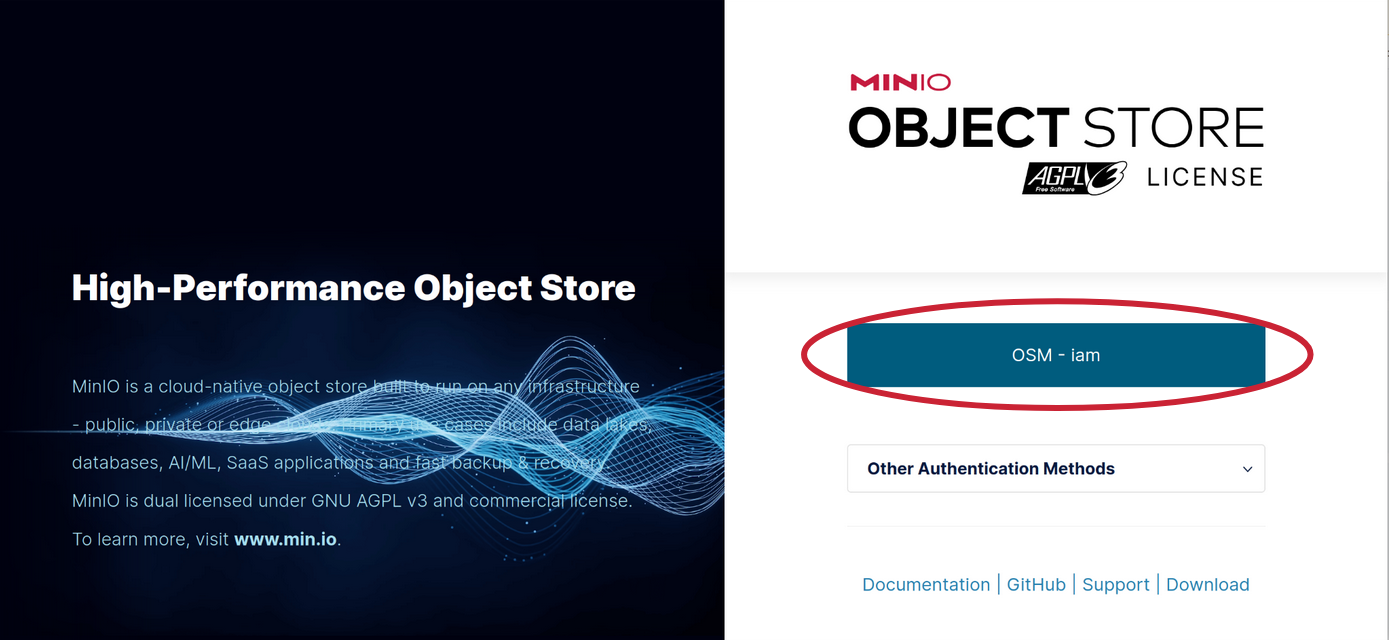 High-Performance Object Store
MinIO is a cloud-native object store built to run on any infrastructure
- public, private or edge clouds. Primary use cases include data lakes,
databases, AI/ML, SaaS applications and fast backup & recovery.
MinIO is dual licensed under GNU AGPL v3 and commercial license.
To learn more, visit www.min.io.
MINIO
OBJECT STORE
AGPLv3 LICENSE
Free Software
OSM - iam
Other Authentication Methods
Documentation | GitHub | Support | Download